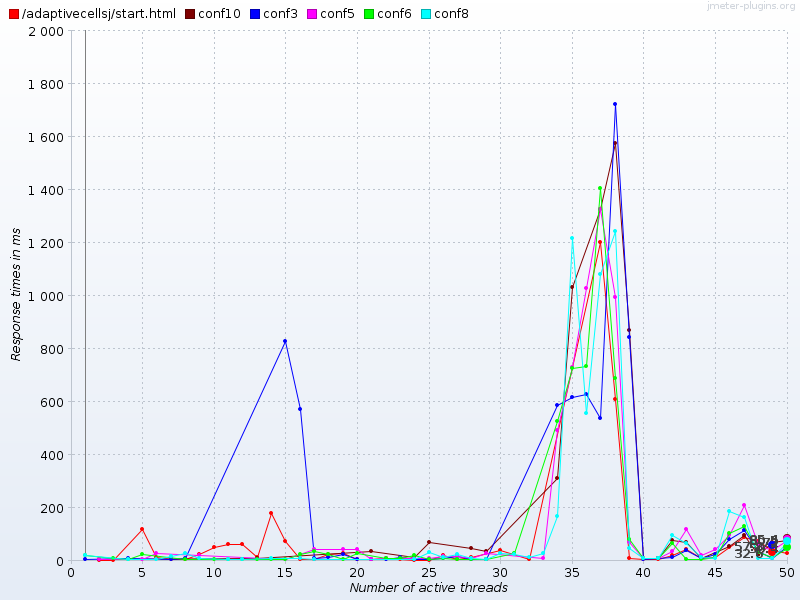 /adaptivecellsj/start.html conf10 conf3 conf5 conf6 conf8
jmeter-plugins.org
2 000
1 800
1 600
1 400
1 200
1 000
800
600
400
200
0
Response times in ms
0 5 10 15 20 25 30 35 40 45 50
Number of active threads